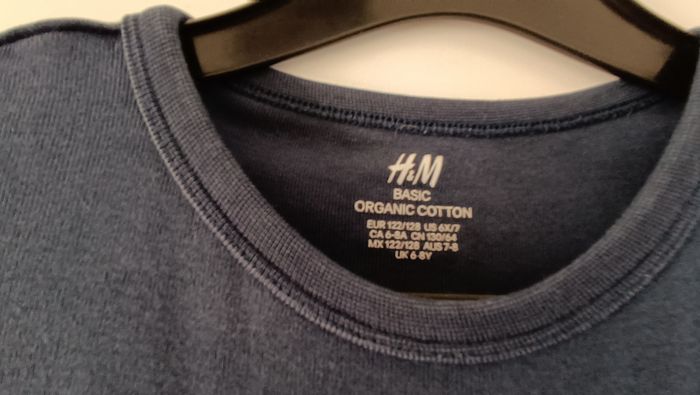 H&M
BASIC
ORGANIC COTTON
EUR 122/128 US 6X/7
CA 6-8A CN 130/64
MX 122/128 AUS 7-8
UK 6-8Y